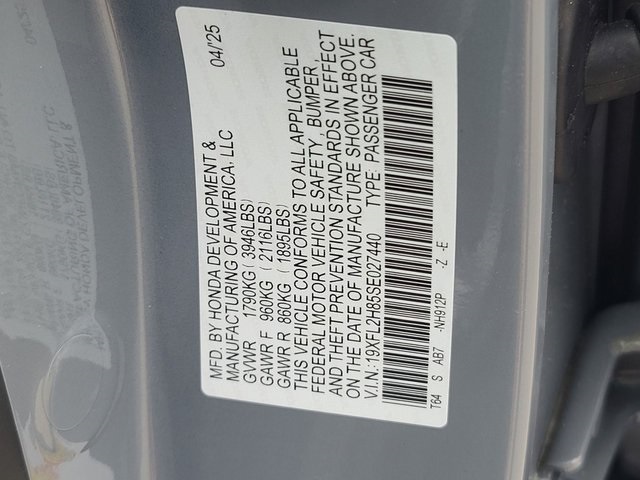 MFD. BY HONDA DEVELOPMENT & 04/'25
MANUFACTURING OF AMERICA, LLC
GVWR 1790KG ( 3946LBS)
GAWR F 960KG ( 2116LBS)
GAWR R 860KG ( 1895LBS)
THIS VEHICLE CONFORMS TO ALL APPLICABLE
FEDERAL MOTOR VEHICLE SAFETY, BUMPER,
AND THEFT PREVENTION STANDARDS IN EFFECT
ON THE DATE OF MANUFACTURE SHOWN ABOVE.
V.I.N.: 19XFL2H85SE027440 TYPE: PASSENGER CAR
T64 S AB7 -NH912P -Z -E